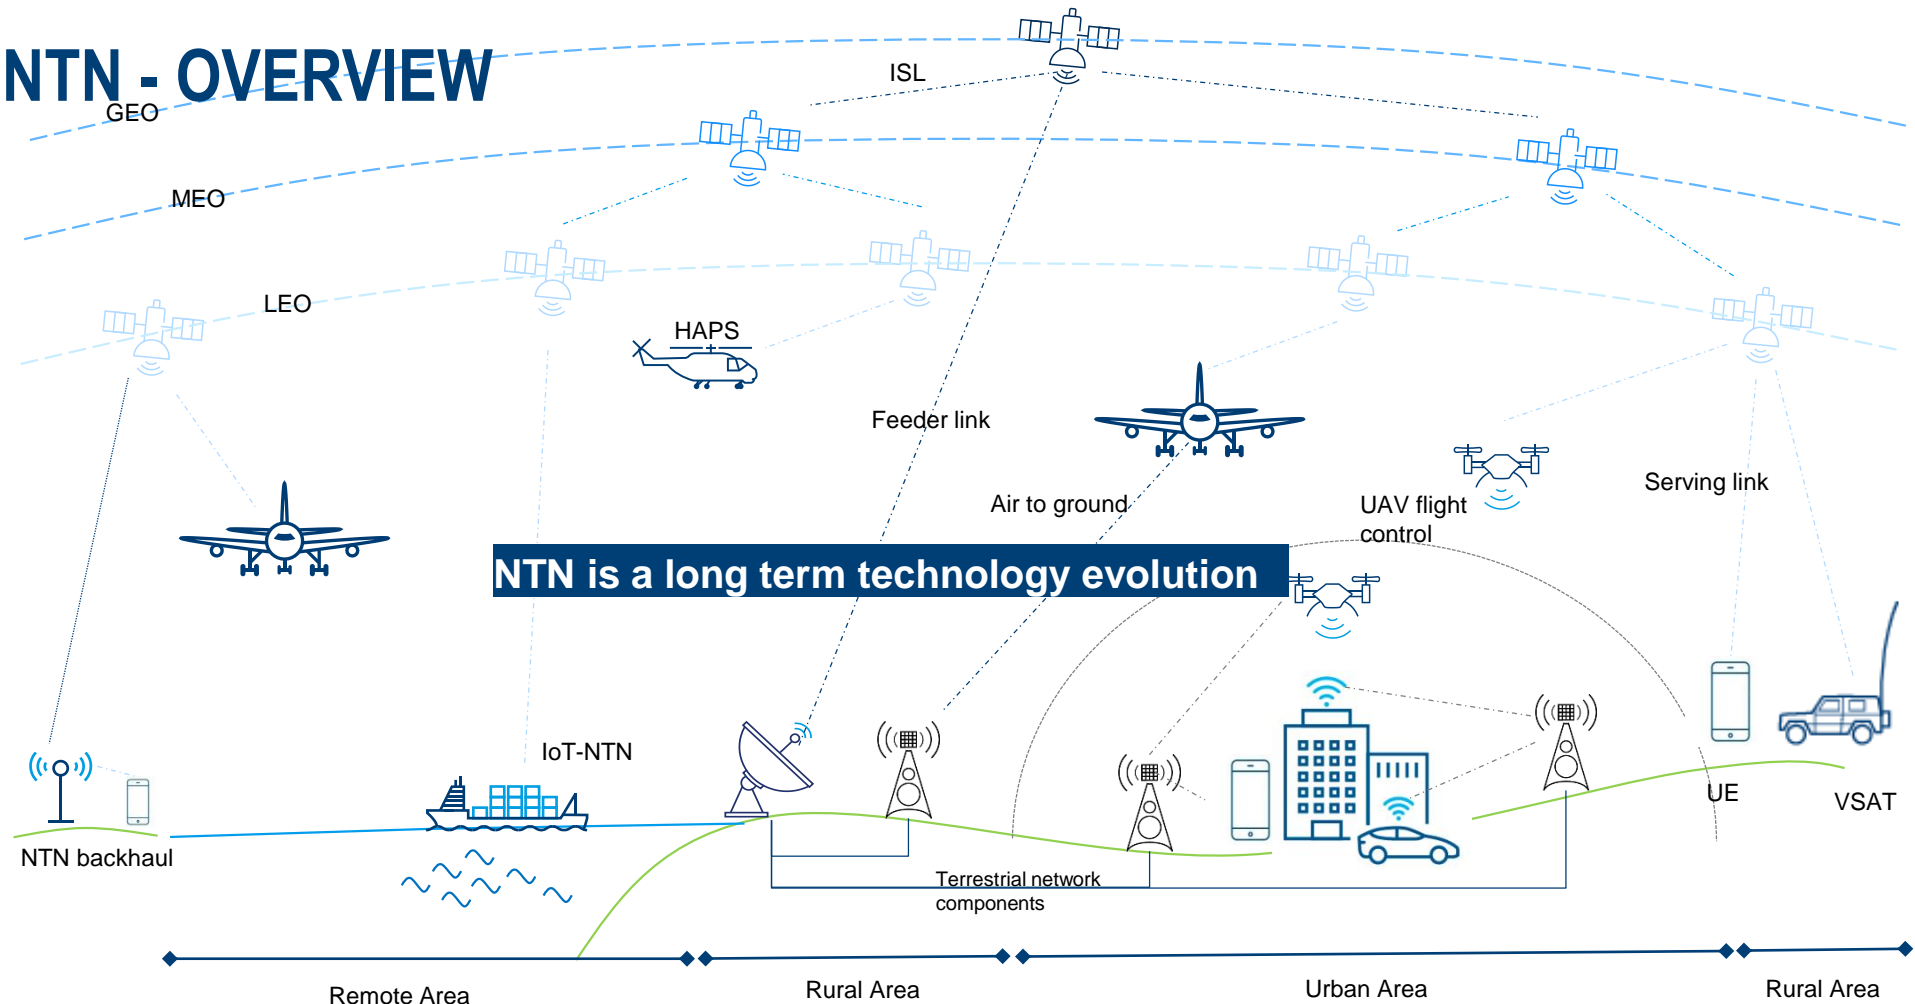 NTN - OVERVIEW
ISL
GEO
MEO
LEO
HAPS
Feeder link
Air to ground
UAV flight
control
Serving link
NTN is a long term technology evolution
IoT-NTN
UE
VSAT
NTN backhaul
Terrestrial network
components
Remote Area
Rural Area
Urban Area
Rural Area